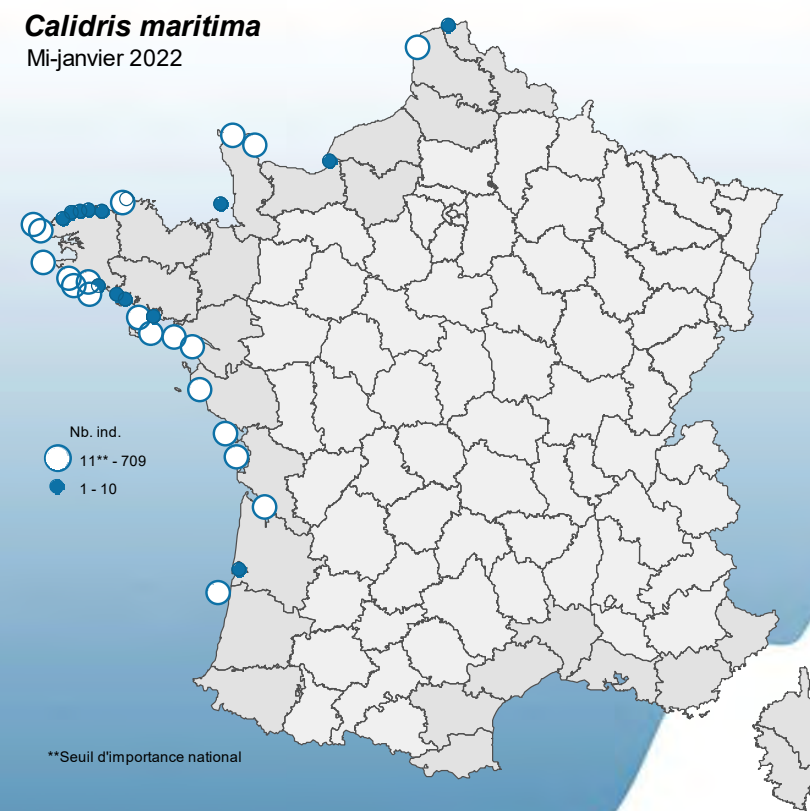 Calidris maritima
Mi-janvier 2022
Nb. ind.
11** - 709
1 - 10
**Seuil d'importance national